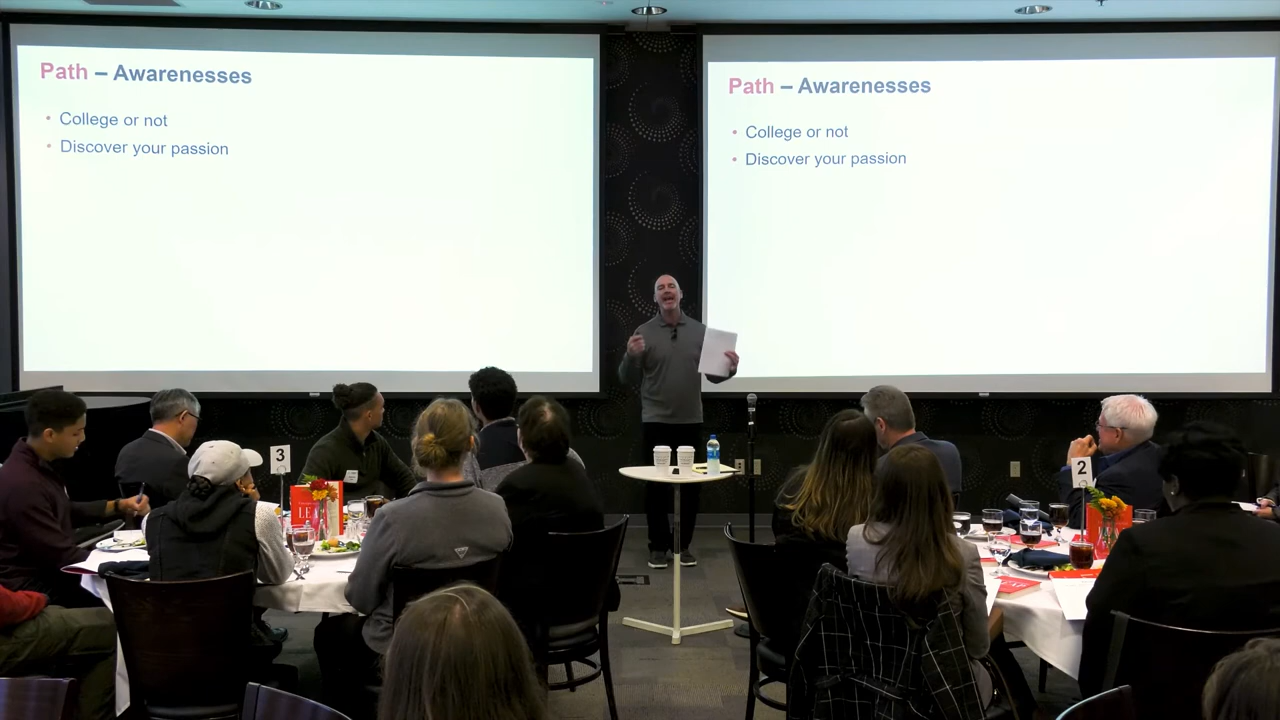 Path – Awarenesses
• College or not
• Discover your passion
Path – Awarenesses
• College or not
• Discover your passion
3
2